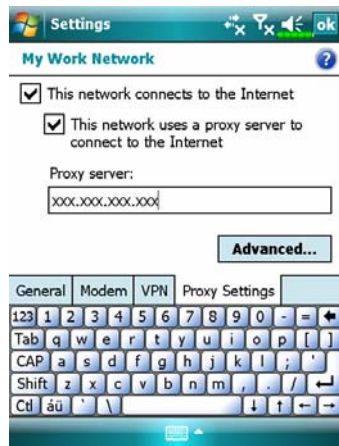 Settings
ok
My Work Network
?
This network connects to the Internet
This network uses a proxy server to
connect to the Internet
Proxy server:
xxx.xxx.xxx.xxx
Advanced...
General Modem VPN Proxy Settings
123 1 2 3 4 5 6 7 8 9 0 - =
Tab q w e r t y u i o p [ ]
CAP a s d f g h j k l ; '
Shift z x c v b n m , . /
Ctl áü ` \